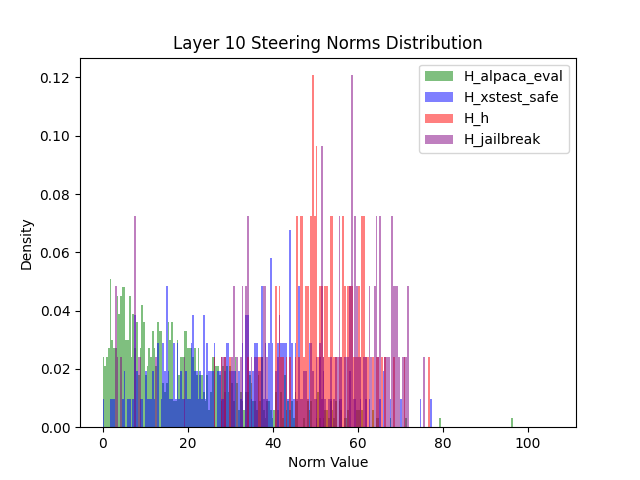 Layer 10 Steering Norms Distribution
H_alpaca_eval
H_xstest_safe
H_h
H_jailbreak
0.12
0.10
0.08
0.06
0.04
0.02
0.00
Density
0
20
40
60
80
100
Norm Value